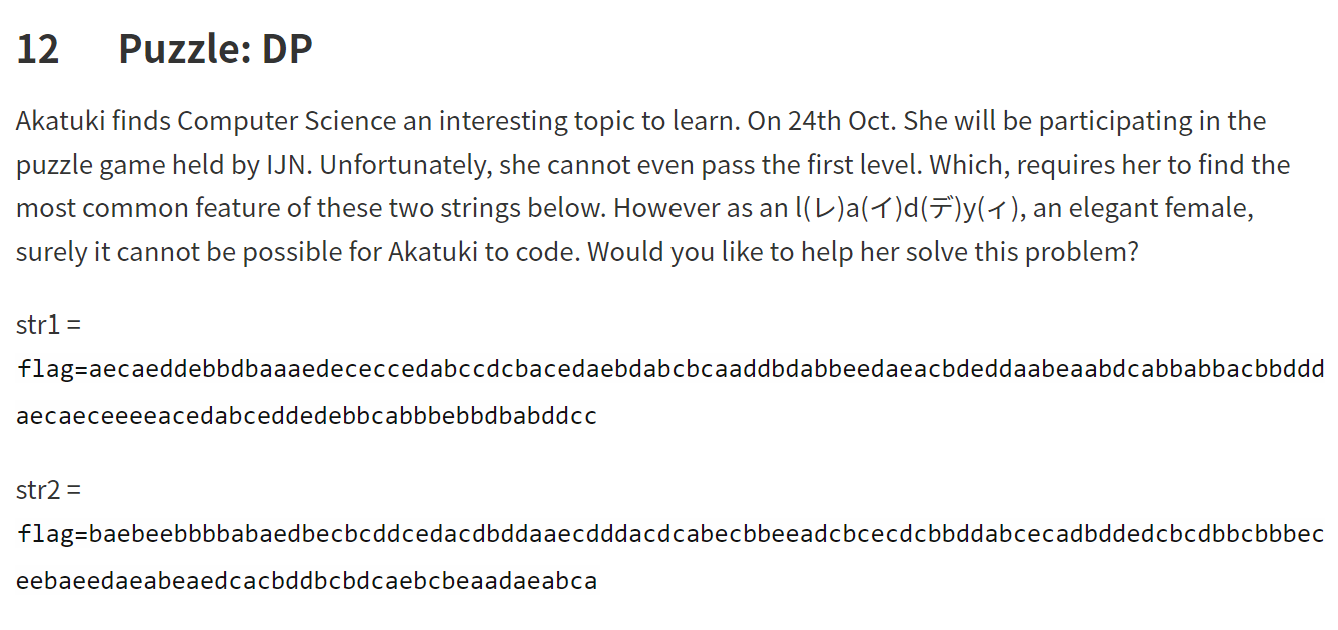 12 Puzzle: DP
Akatuki finds Computer Science an interesting topic to learn. On 24th Oct. She will be participating in the
puzzle game held by IJN. Unfortunately, she cannot even pass the first level. Which, requires her to find the
most common feature of these two strings below. However as an l(レ)a(イ)d(デ)y(ィ), an elegant female,
surely it cannot be possible for Akatuki to code. Would you like to help her solve this problem?
str1 =
flag=aecaeddebbdbaaaedececcedabccdcbacedaebdabcbcaaddbdabbeedaeacbdeddaabeaabdcabbabbacbbddd
aecaeceeeeacedabceddedebbcabbbebbdbabddcc
str2 =
flag=baebeebbbbabaedbecbcddcedacdbddaaaecdddacdcabecbbeeadcbcecdcbbddabcecadbddedcbcdbbcbbbec
eebaeedaeabeaedcacbddbcbdcaebcbeaadaeabca